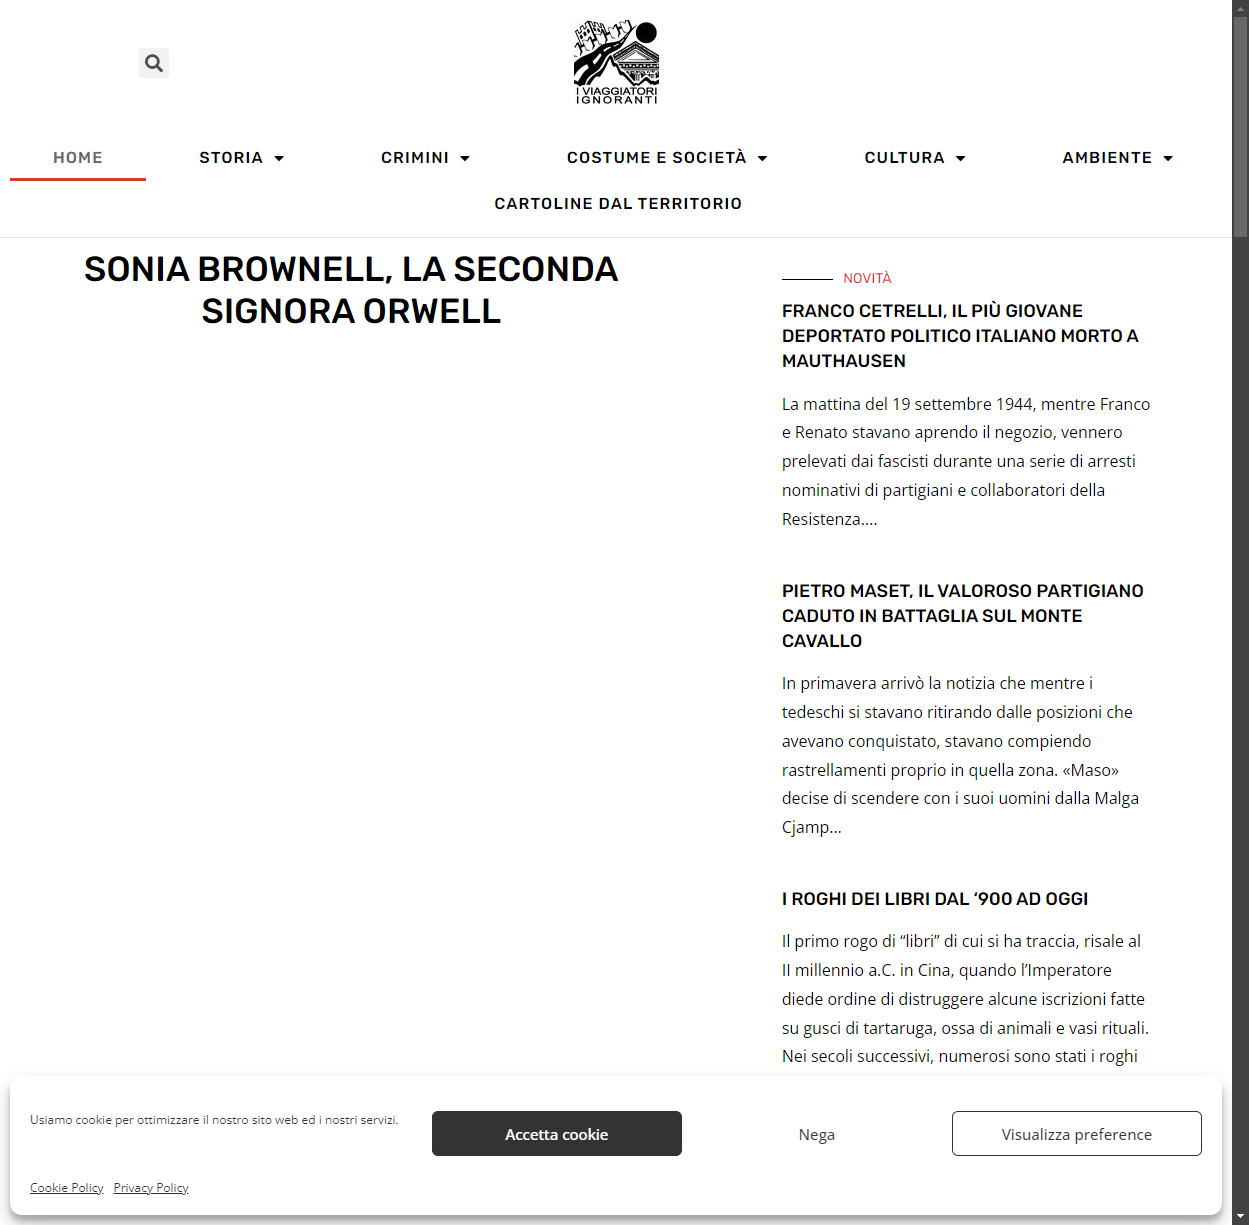 I VIAGGIATORI
IGNORANTI
HOME
STORIA
CRIMINI
COSTUME E SOCIETÀ
CULTURA
AMBIENTE
CARTOLINE DAL TERRITORIO
SONIA BROWNELL, LA SECONDA
SIGNORA ORWELL
NOVITÀ
FRANCO CETRELLI, IL PIÙ GIOVANE
DEPORTATO POLITICO ITALIANO MORTO A
MAUTHAUSEN
La mattina del 19 settembre 1944, mentre Franco
e Renato stavano aprendo il negozio, vennero
prelevati dai fascisti durante una serie di arresti
nominativi di partigiani e collaboratori della
Resistenza....
PIETRO MASET, IL VALOROSO PARTIGIANO
CADUTO IN BATTAGLIA SUL MONTE
CAVALLO
In primavera arrivò la notizia che mentre i
tedeschi si stavano ritirando dalle posizioni che
avevano conquistato, stavano compiendo
rastrellamenti proprio in quella zona. «Maso»
decise di scendere con i suoi uomini dalla Malga
Cjamp...
I ROGHI DEI LIBRI DAL ‘900 AD OGGI
Il primo rogo di “libri” di cui si ha traccia, risale al
II millennio a.C. in Cina, quando l’Imperatore
diede ordine di distruggere alcune iscrizioni fatte
su gusci di tartaruga, ossa di animali e vasi rituali.
Nei secoli successivi, numerosi sono stati i roghi
Usiamo cookie per ottimizzare il nostro sito web ed i nostri servizi.
Accetta cookie
Nega
Visualizza preference
Cookie Policy
Privacy Policy